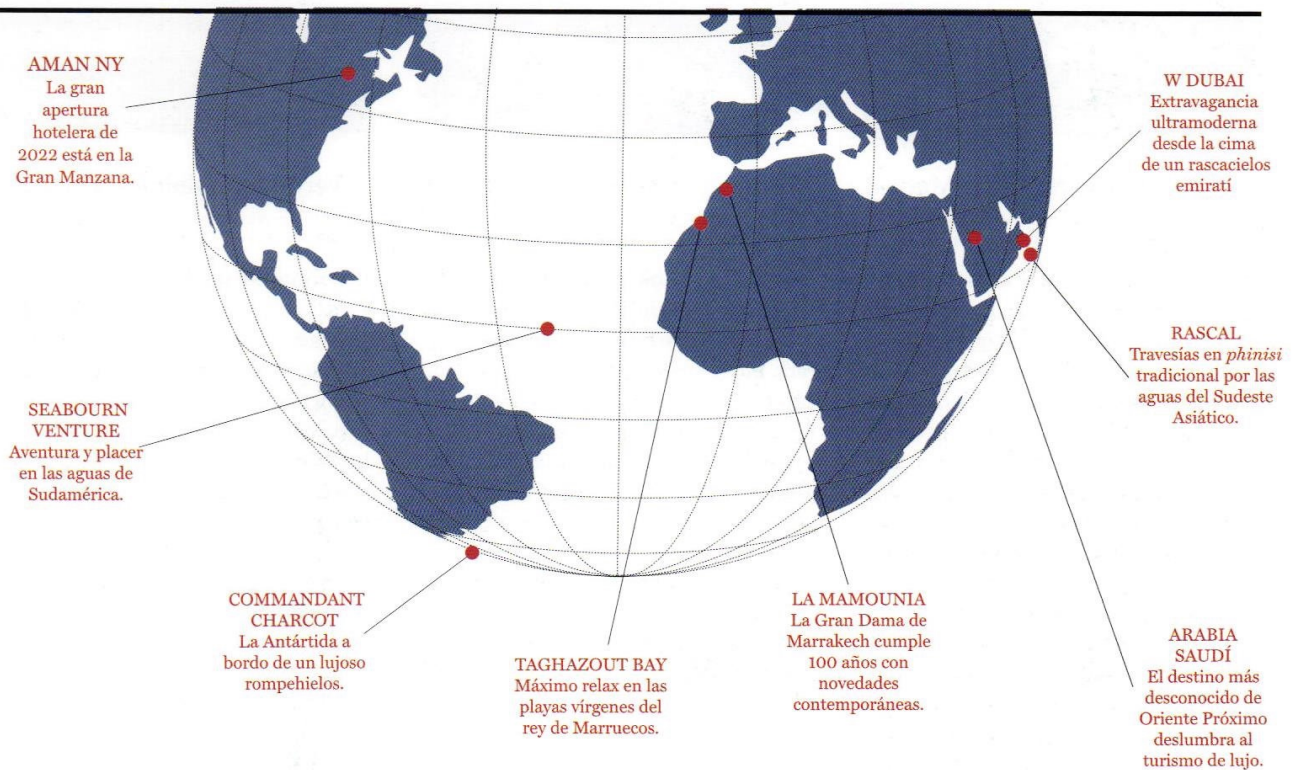 AMAN NY
La gran
apertura
hotelera de
2022 está en la
Gran Manzana.
W DUBAI
Extravagancia
ultramoderna
desde la cima
de un rascacielos
emiratí
RASCAL
Travesías en phinisi
tradicional por las
aguas del Sudeste
Asiático.
SEABOURN
VENTURE
Aventura y placer
en las aguas de
Sudamérica.
COMMANDANT
CHARCOT
La Antártida a
bordo de un lujoso
rompehielos.
TAGHAZOUT BAY
Máximo relax en las
playas vírgenes del
rey de Marruecos.
LA MAMOUNIA
La Gran Dama de
Marrakech cumple
100 años con
novedades
contemporáneas.
ARABIA
SAUDÍ
El destino más
desconocido de
Oriente Próximo
deslumbra al
turismo de lujo.